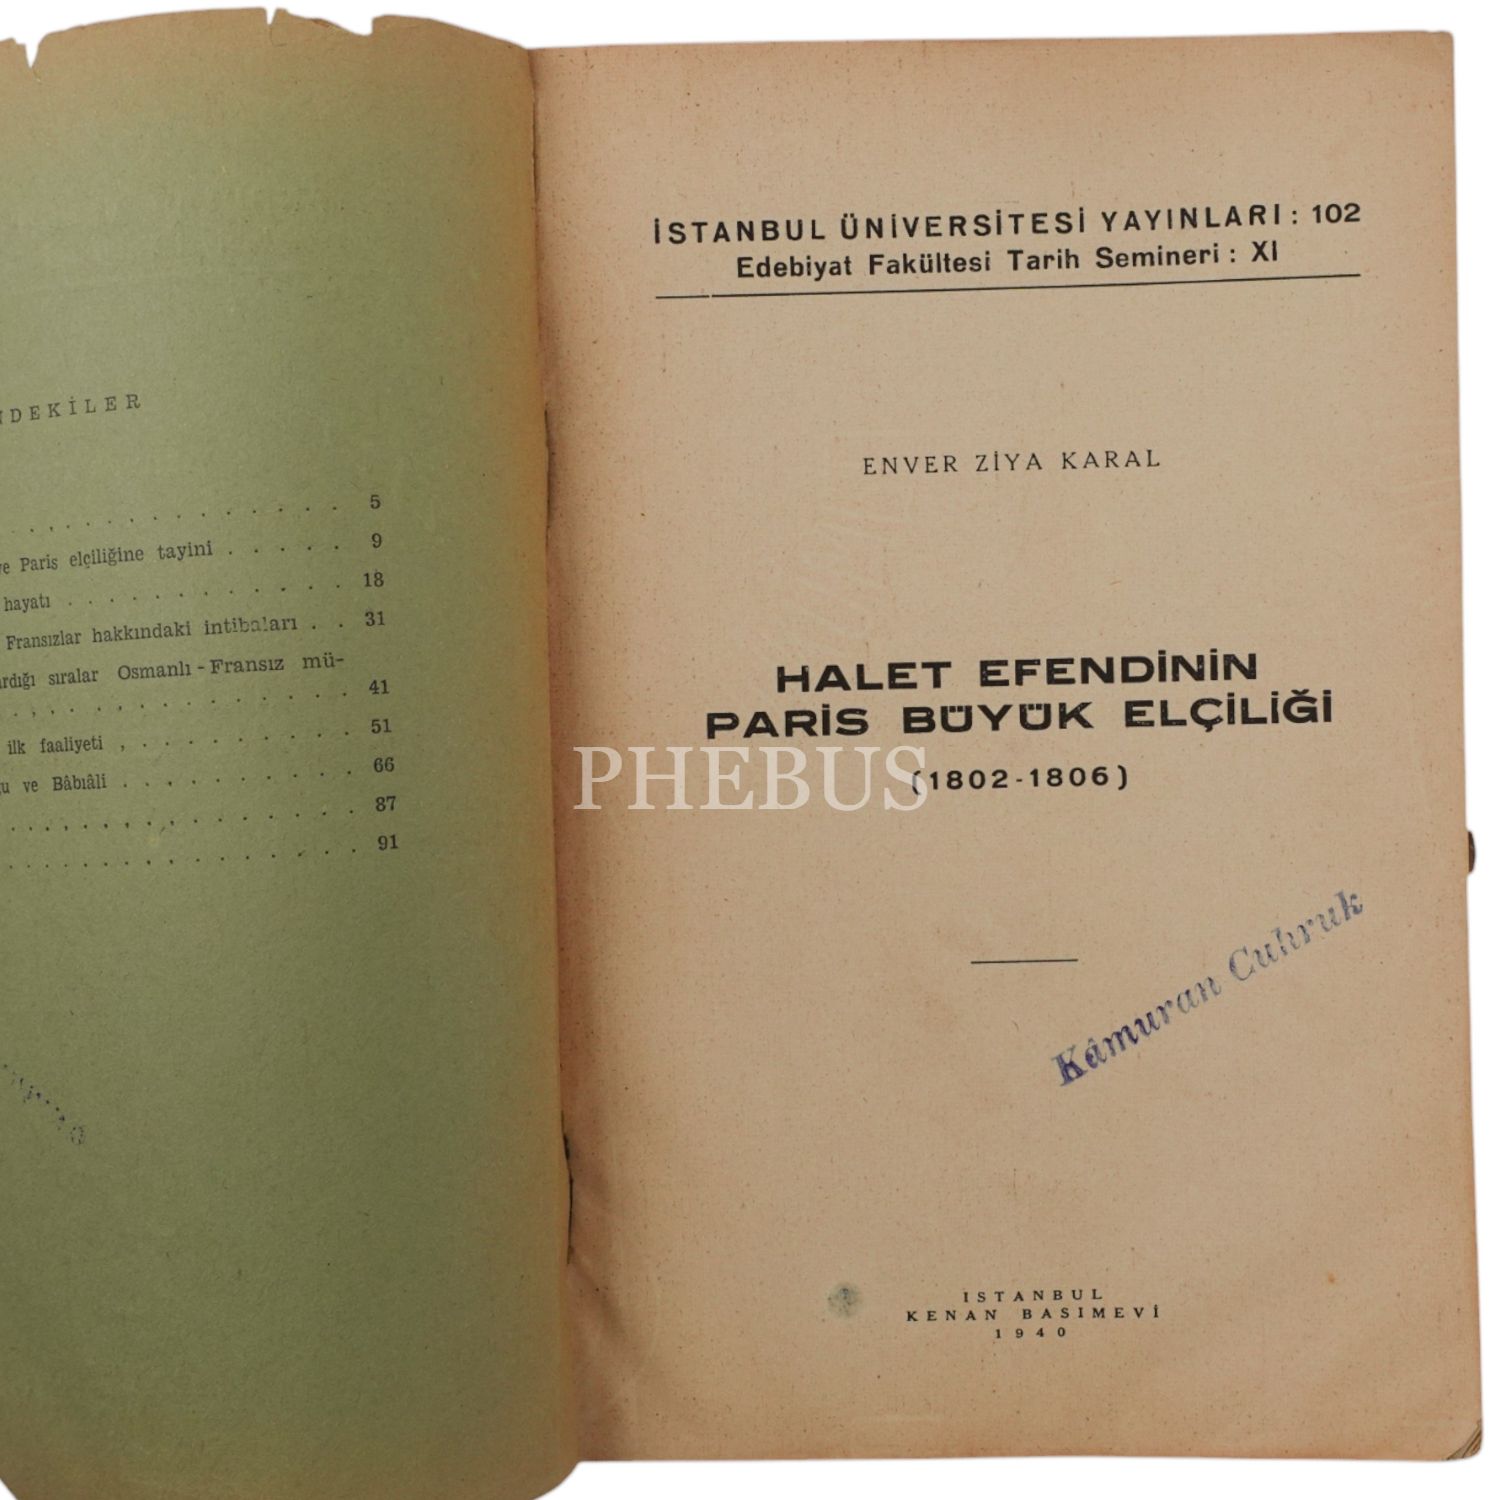 NDEKİLER
5
ve Paris elçiliğine tayini 9
hayatı 18
Fransızlar hakkındaki intibaları 31
ardığı sıralar Osmanlı - Fransız mü-
41
ilk faaliyeti 51
ğu ve Bâbıâli 66
87
91
İSTANBUL ÜNİVERSİTESİ YAYINLARI : 102
Edebiyat Fakültesi Tarih Semineri : XI
ENVER ZİYA KARAL
HALET EFENDİNİN
PARİS BÜYÜK ELÇİLİĞİ
(1802-1806)
PHEBUS
Kâmuran Cuhruk
ISTANBUL
KENAN BASIMEVİ
1940